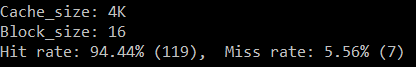 Cache_size: 4K
Block_size: 16
Hit rate: 94.44% (119),  Miss rate: 5.56% (7)